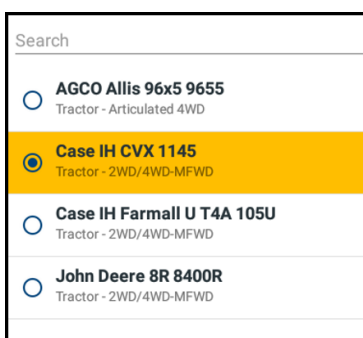 Search
AGCO Allis 96x5 9655
Tractor - Articulated 4WD
Case IH CVX 1145
Tractor - 2WD/4WD-MFWD
Case IH Farmall U T4A 105U
Tractor - 2WD/4WD-MFWD
John Deere 8R 8400R
Tractor - 2WD/4WD-MFWD